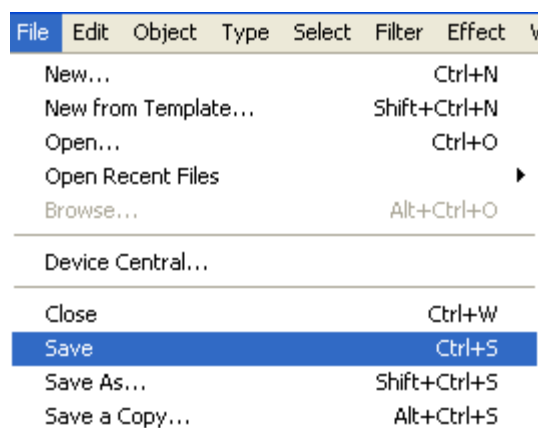 File Edit Object Type Select Filter Effect
New... Ctrl+N
New from Template... Shift+Ctrl+N
Open... Ctrl+O
Open Recent Files
Browse... Alt+Ctrl+O
Device Central...
Close Ctrl+W
Save Ctrl+S
Save As... Shift+Ctrl+S
Save a Copy... Alt+Ctrl+S